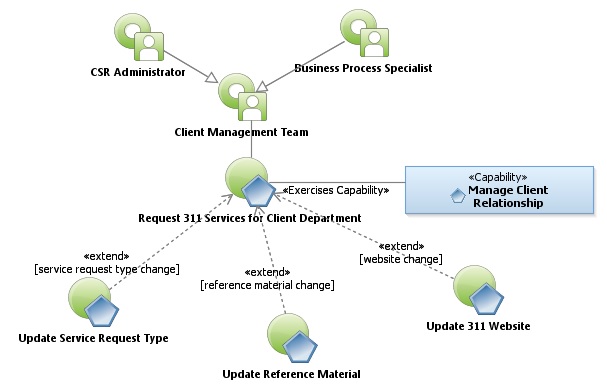 CSR Administrator
Business Process Specialist
Client Management Team
«Exercises Capability»
«Capability»
Manage Client
Relationship
Request 311 Services for Client Department
«extend»
[service request type change]
«extend»
[reference material change]
«extend»
[website change]
Update Service Request Type
Update Reference Material
Update 311 Website